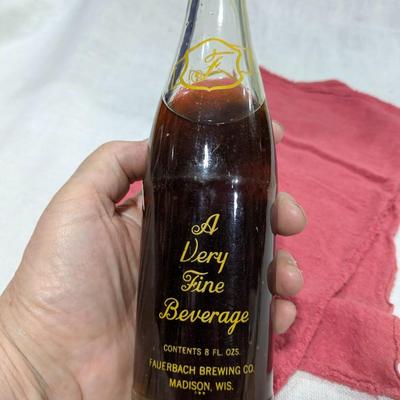 F
A
Very
Fine
Beverage
CONTENTS 8 FL. OZS.
FAUERBACH BREWING CO.
MADISON, WIS.